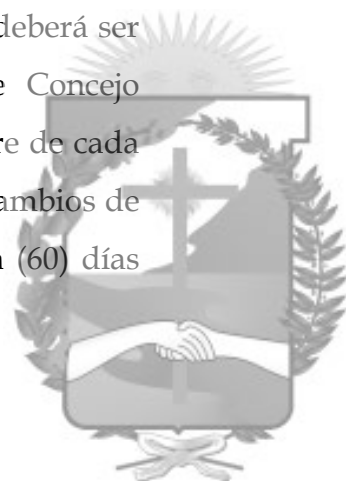 deberá ser
Concejo
de cada
ambios de
(60) días